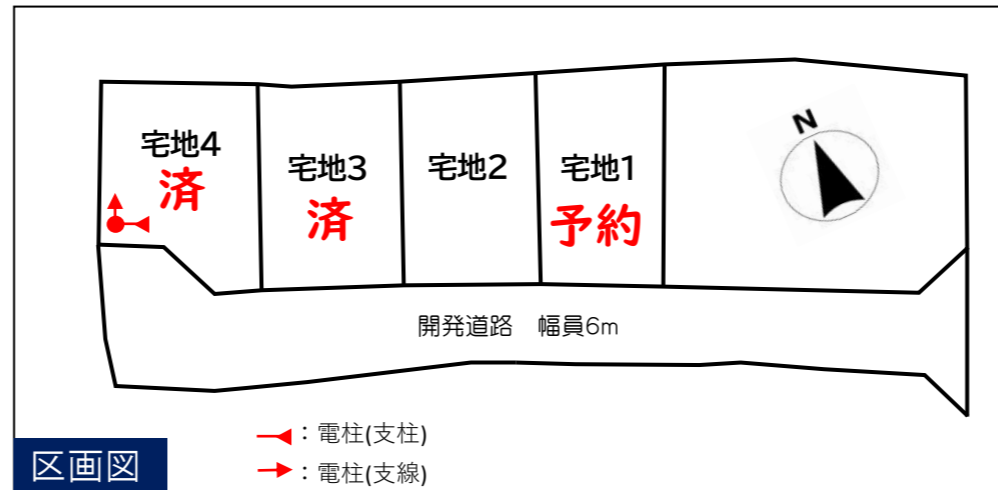 宅地4
済
宅地3
済
宅地2
宅地1
予約
N
開発道路 幅員6m
：電柱(支柱)
：電柱(支線)
区画図